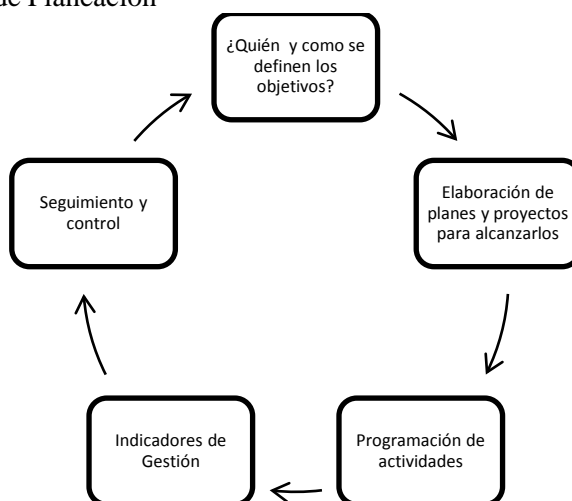 de Planeación
¿Quién y como se
definen los
objetivos?
Elaboración de
planes y proyectos
para alcanzarlos
Programación de
actividades
Indicadores de
Gestión
Seguimiento y
control